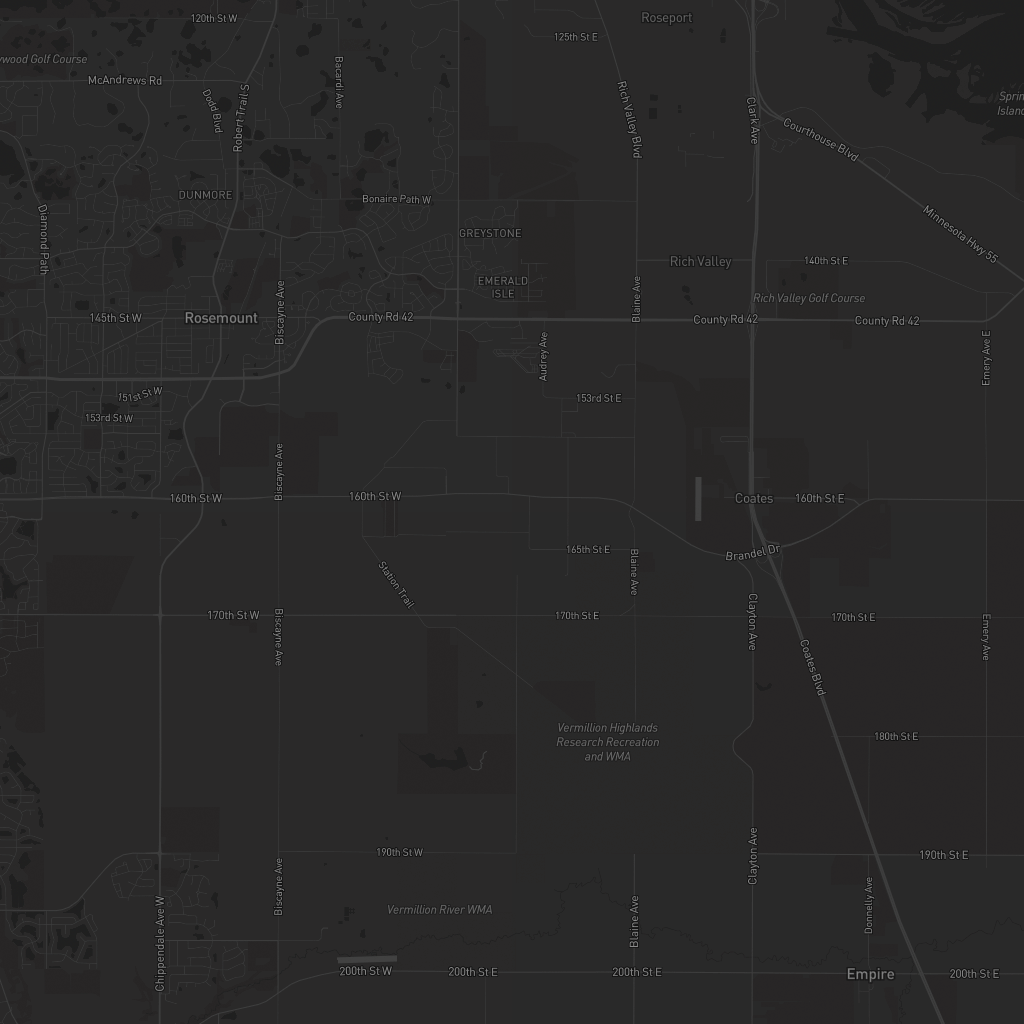 120th St W
Roseport
125th St E
ywood Golf Course
McAndrews Rd
Bacardi Ave
Dodd Blvd
Robert Trail S
Rich Valley Blvd
Clark Ave
Courthouse Blvd
Sprin
Island
DUNMORE
Bonaire Path W
Diamond Path
GREYSTONE
Minnesota Hwy 55
Rich Valley
140th St E
EMERALD
ISLE
Biscayne Ave
Blaine Ave
Rich Valley Golf Course
145th St W
Rosemount
County Rd 42
County Rd 42
County Rd 42
Audrey Ave
Emery Ave E
151st St W
153rd St E
153rd St W
Biscayne Ave
160th St W
160th St W
Coates
160th St E
165th St E
Brandel Dr
Blaine Ave
Station Trail
170th St W
170th St E
170th St E
Clayton Ave
Biscayne Ave
Emery Ave
Coates Blvd
Vermillion Highlands
Research Recreation
and WMA
180th St E
190th St W
190th St E
Clayton Ave
Biscayne Ave
Donnelly Ave
Vermillion River WMA
Blaine Ave
Chippendale Ave W
200th St W
200th St E
200th St E
Empire
200th St E